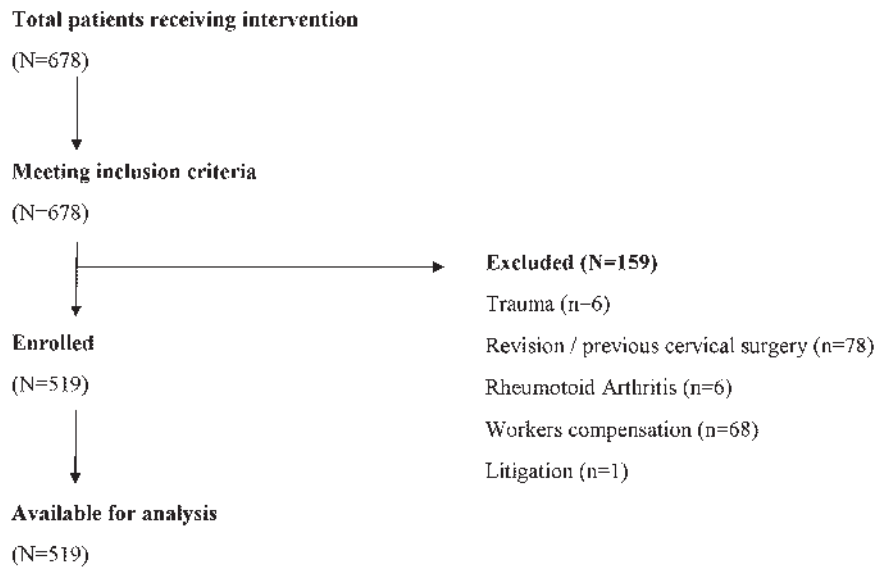 Total patients receiving intervention
(N=678)
Meeting inclusion criteria
(N=678)
Excluded (N=159)
Trauma (n=6)
Revision / previous cervical surgery (n=78)
Rheumotoid Arthritis (n=6)
Workers compensation (n=68)
Litigation (n=1)
Enrolled
(N=519)
Available for analysis
(N=519)